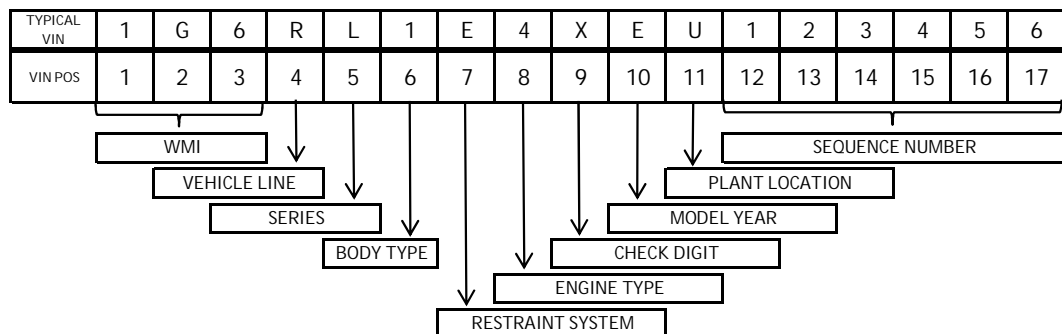 TYPICAL VIN 1 G 6 R L 1 E 4 X E U 1 2 3 4 5 6
VIN POS 1 2 3 4 5 6 7 8 9 10 11 12 13 14 15 16 17
WMI SEQUENCE NUMBER
VEHICLE LINE PLANT LOCATION
SERIES MODEL YEAR
BODY TYPE CHECK DIGIT
ENGINE TYPE
RESTRAINT SYSTEM